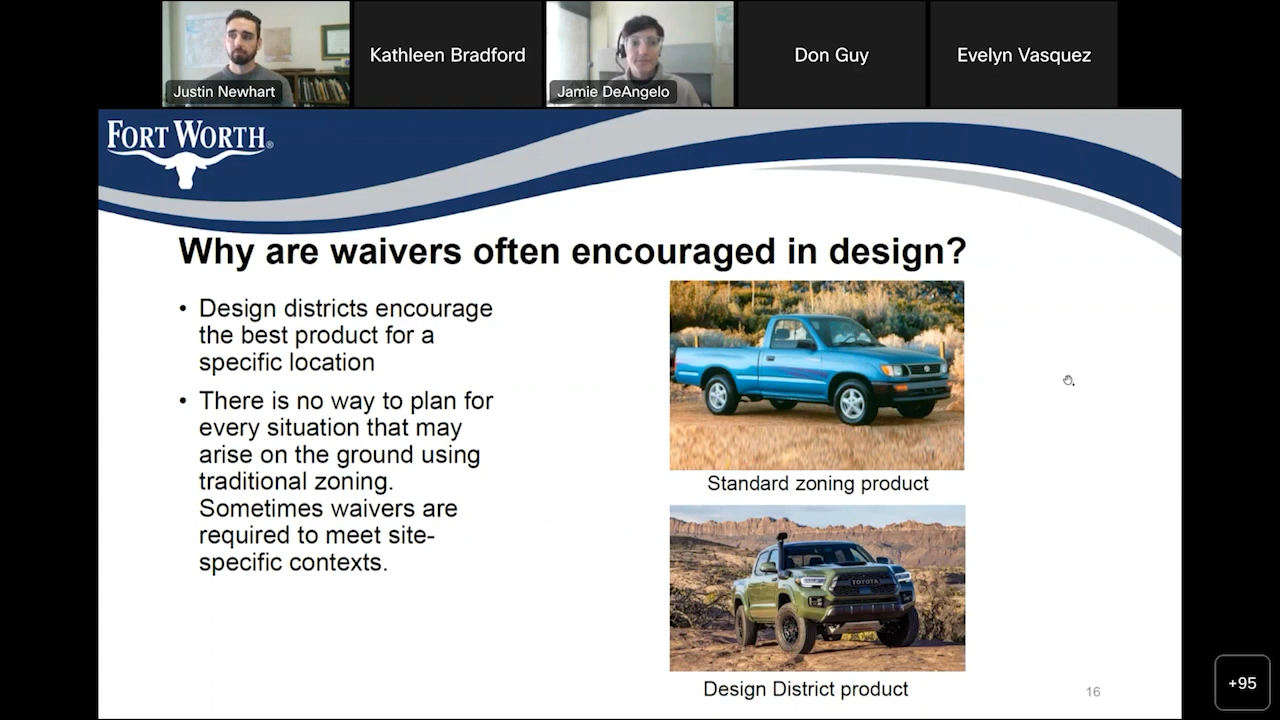 Justin Newhart
Kathleen Bradford
Jamie DeAngelo
Don Guy
Evelyn Vasquez
FORT WORTH®
Why are waivers often encouraged in design?
• Design districts encourage
the best product for a
specific location
• There is no way to plan for
every situation that may
arise on the ground using
traditional zoning.
Sometimes waivers are
required to meet site-
specific contexts.
Standard zoning product
TOYOTA
Design District product
16
+95